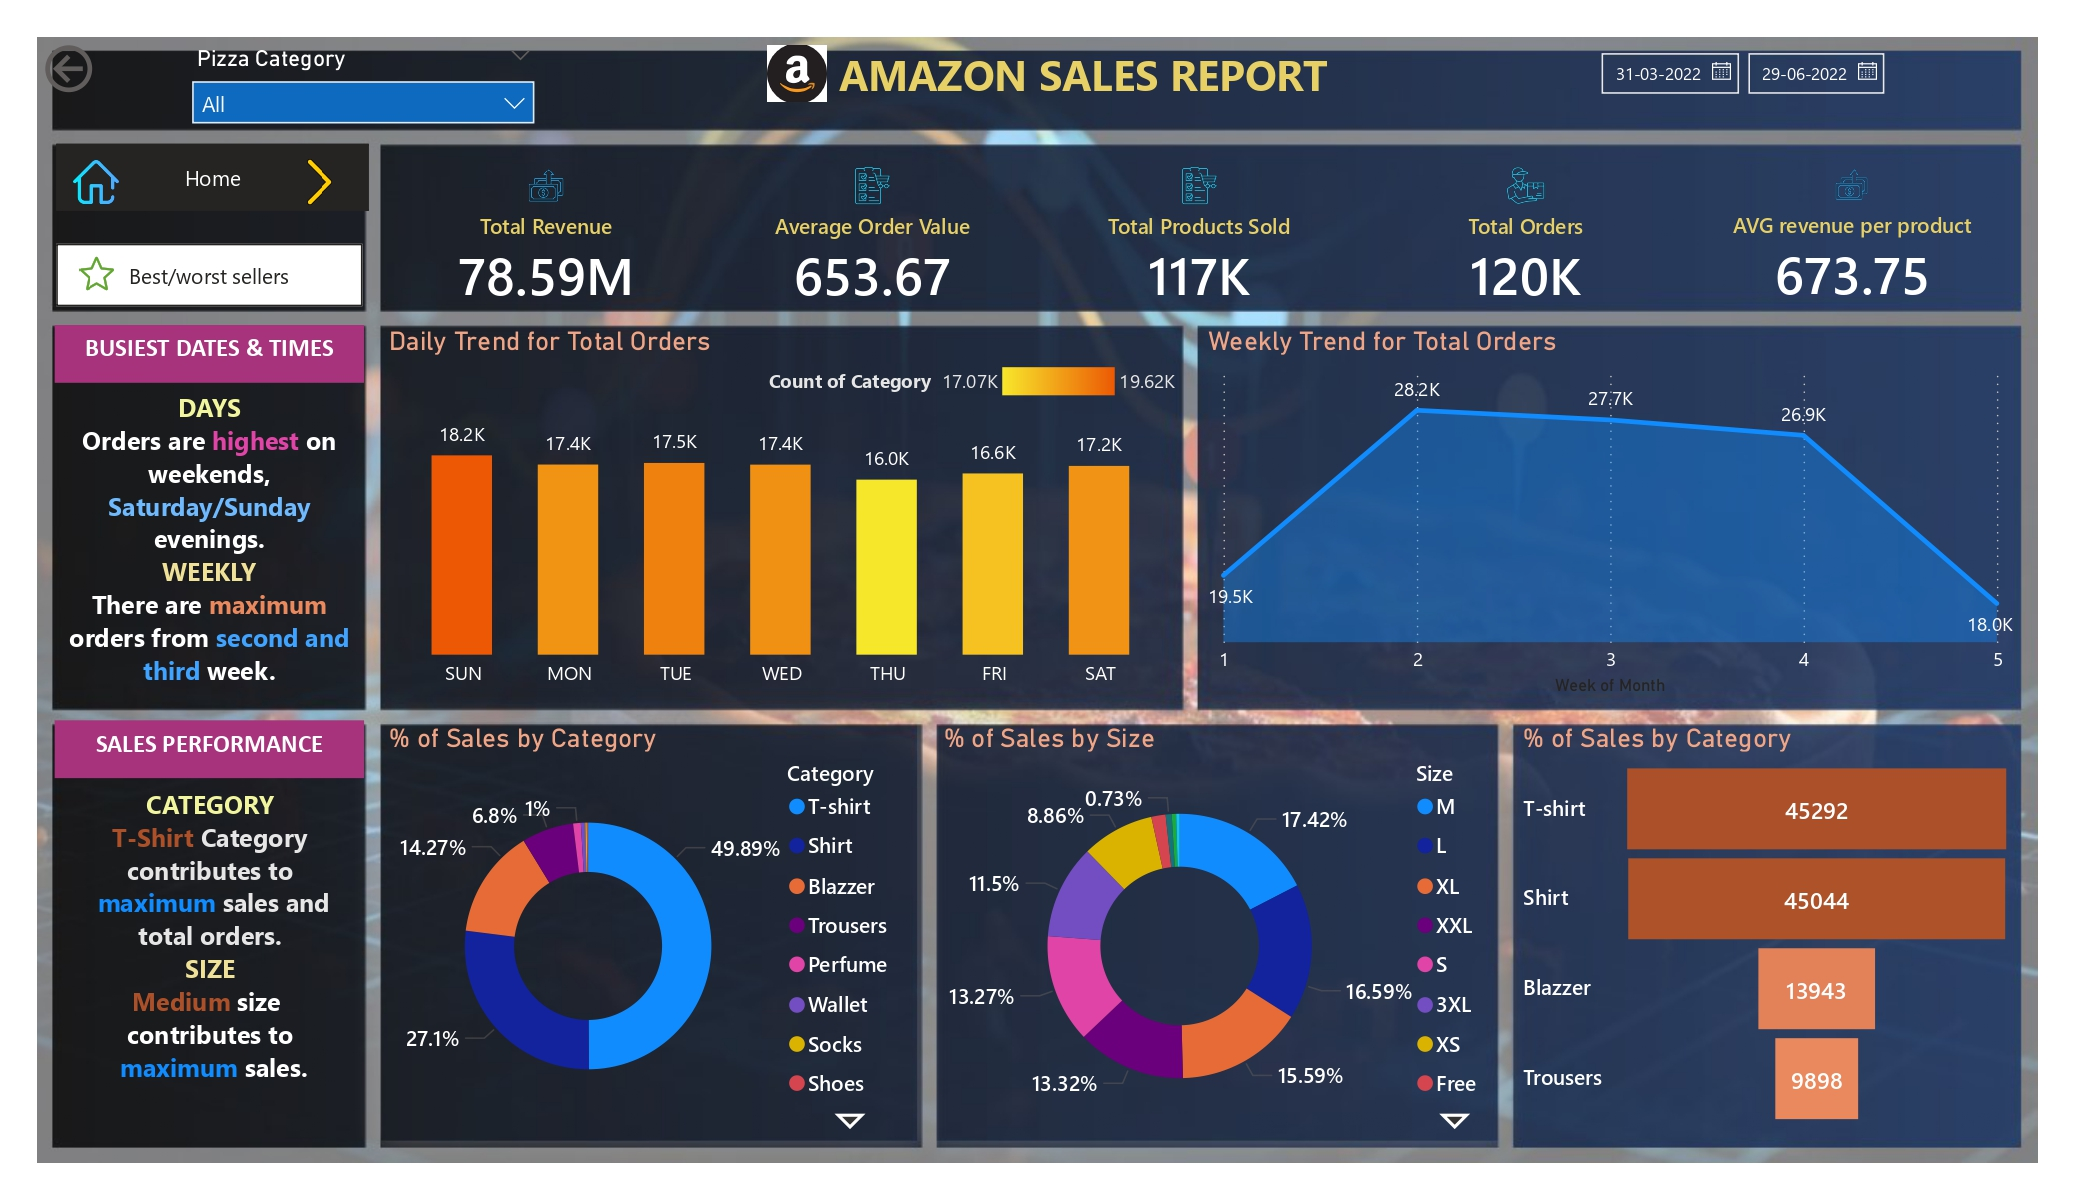 Pizza Category
All
a
AMAZON SALES REPORT
31-03-2022
29-06-2022
Home
Best/worst sellers
Total Revenue
78.59M
Average Order Value
653.67
Total Products Sold
117K
Total Orders
120K
AVG revenue per product
673.75
BUSIEST DATES & TIMES
DAYS
Orders are highest on
weekends,
Saturday/Sunday
evenings.
WEEKLY
There are maximum
orders from second and
third week.
Daily Trend for Total Orders
Count of Category 17.07K 19.62K
18.2K
17.4K
17.5K
17.4K
16.0K
16.6K
17.2K
SUN
MON
TUE
WED
THU
FRI
SAT
Weekly Trend for Total Orders
19.5K
28.2K
27.7K
26.9K
18.0K
1
2
3
4
5
Week of Month
SALES PERFORMANCE
CATEGORY
T-Shirt Category
contributes to
maximum sales and
total orders.
SIZE
Medium size
contributes to
maximum sales.
% of Sales by Category
49.89%
27.1%
14.27%
6.8%
1%
Category
T-shirt
Shirt
Blazzer
Trousers
Perfume
Wallet
Socks
Shoes
% of Sales by Size
17.42%
16.59%
15.59%
13.32%
13.27%
11.5%
8.86%
0.73%
Size
M
L
XL
XXL
S
3XL
XS
Free
% of Sales by Category
T-shirt 45292
Shirt 45044
Blazzer 13943
Trousers 9898